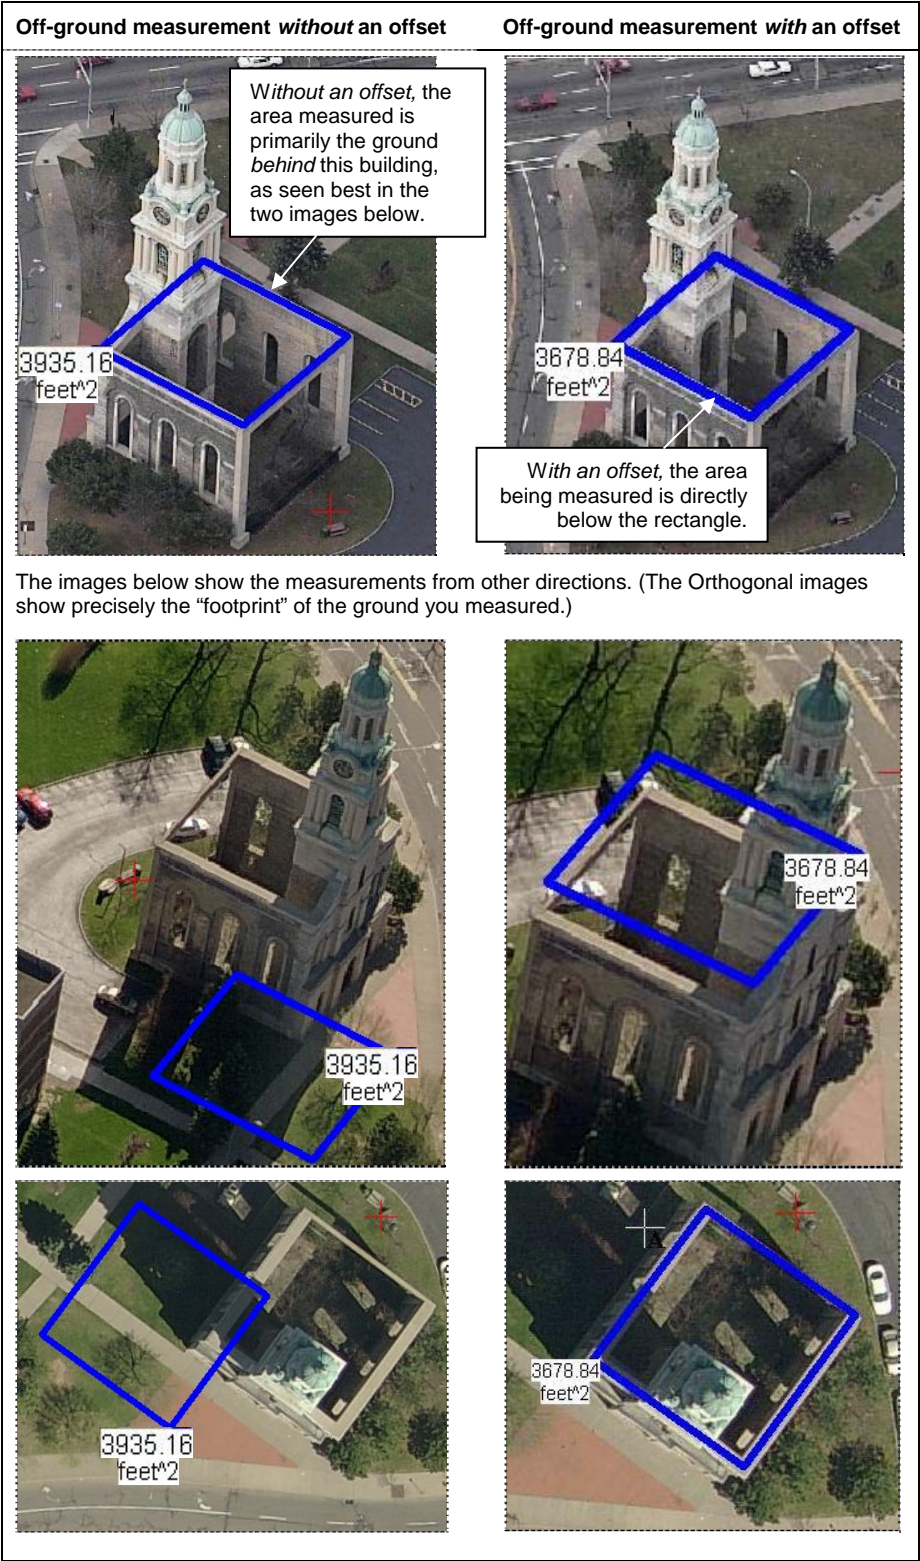 Off-ground measurement without an offset
Off-ground measurement with an offset
Without an offset, the
area measured is
primarily the ground
behind this building,
as seen best in the
two images below.
3935.16
feet^2
3678.84
feet^2
With an offset, the area
being measured is directly
below the rectangle.
The images below show the measurements from other directions. (The Orthogonal images
show precisely the “footprint” of the ground you measured.)
3935.16
feet^2
3678.84
feet^2
3935.16
feet^2
A
3678.84
feet^2